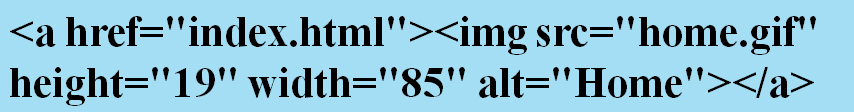 <a href="index.html"><img src="home.gif"
height="19" width="85" alt="Home"></a>